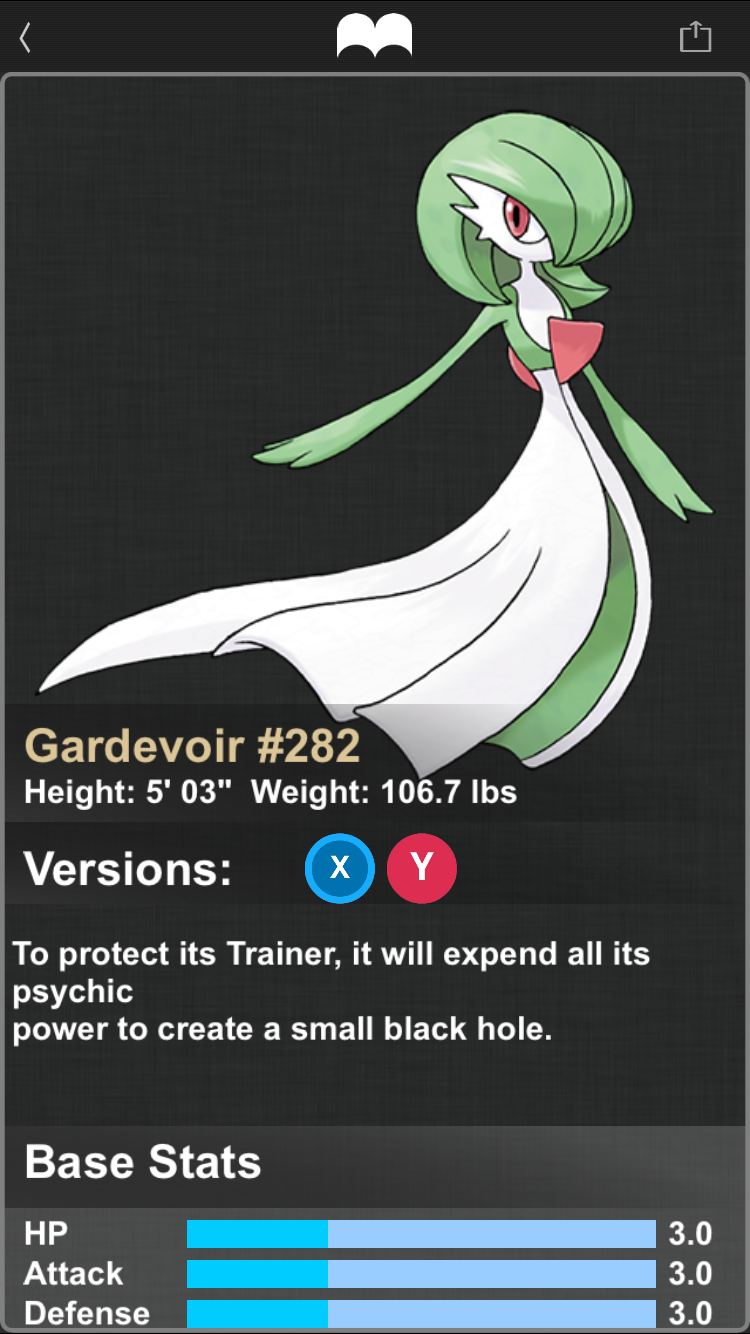 Gardevoir #282
Height: 5' 03"  Weight: 106.7 lbs
Versions: X Y
To protect its Trainer, it will expend all its
psychic
power to create a small black hole.
Base Stats
HP 3.0
Attack 3.0
Defense 3.0